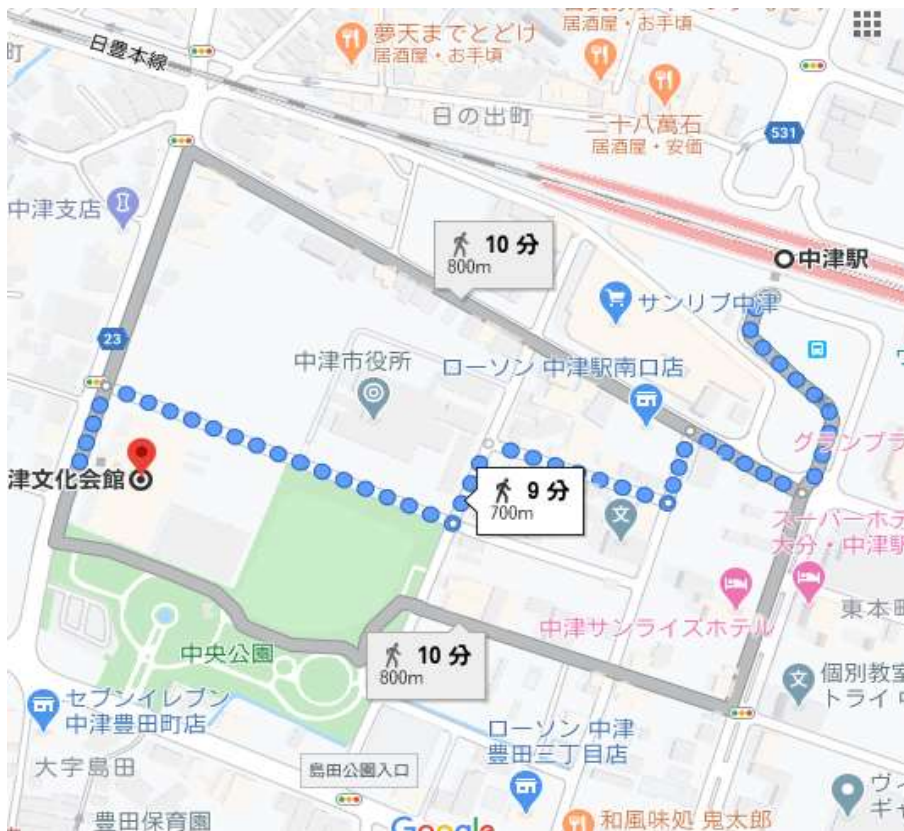 夢天までとどけ
居酒屋・お手頃
居酒屋・お手頃
日豊本線
日の出町
二十八萬石
居酒屋・安価
531
中津支店
10 分
800m
中津駅
サンリブ中津
23
中津市役所
ローソン 中津駅南口店
グランプラ
津文化会館
9 分
700m
スーパーホテ
大分・中津駅
東本町
中津サンライズホテル
中央公園
10 分
800m
個別教室
トライ
セブンイレブン
中津豊田町店
ローソン 中津
豊田三丁目店
大字島田
島田公園入口
豊田保育園
Google
和風味処 鬼太郎
ヴィ
ギャ